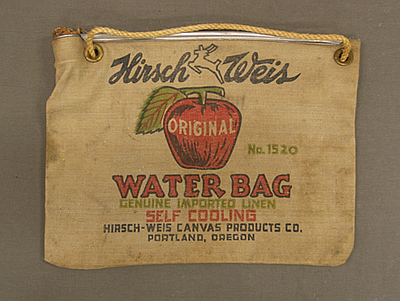 Hirsch Weis
ORIGINAL
No. 1520
WATER BAG
GENUINE IMPORTED LINEN
SELF COOLING
HIRSCH-WEIS CANVAS PRODUCTS CO.
PORTLAND, OREGON